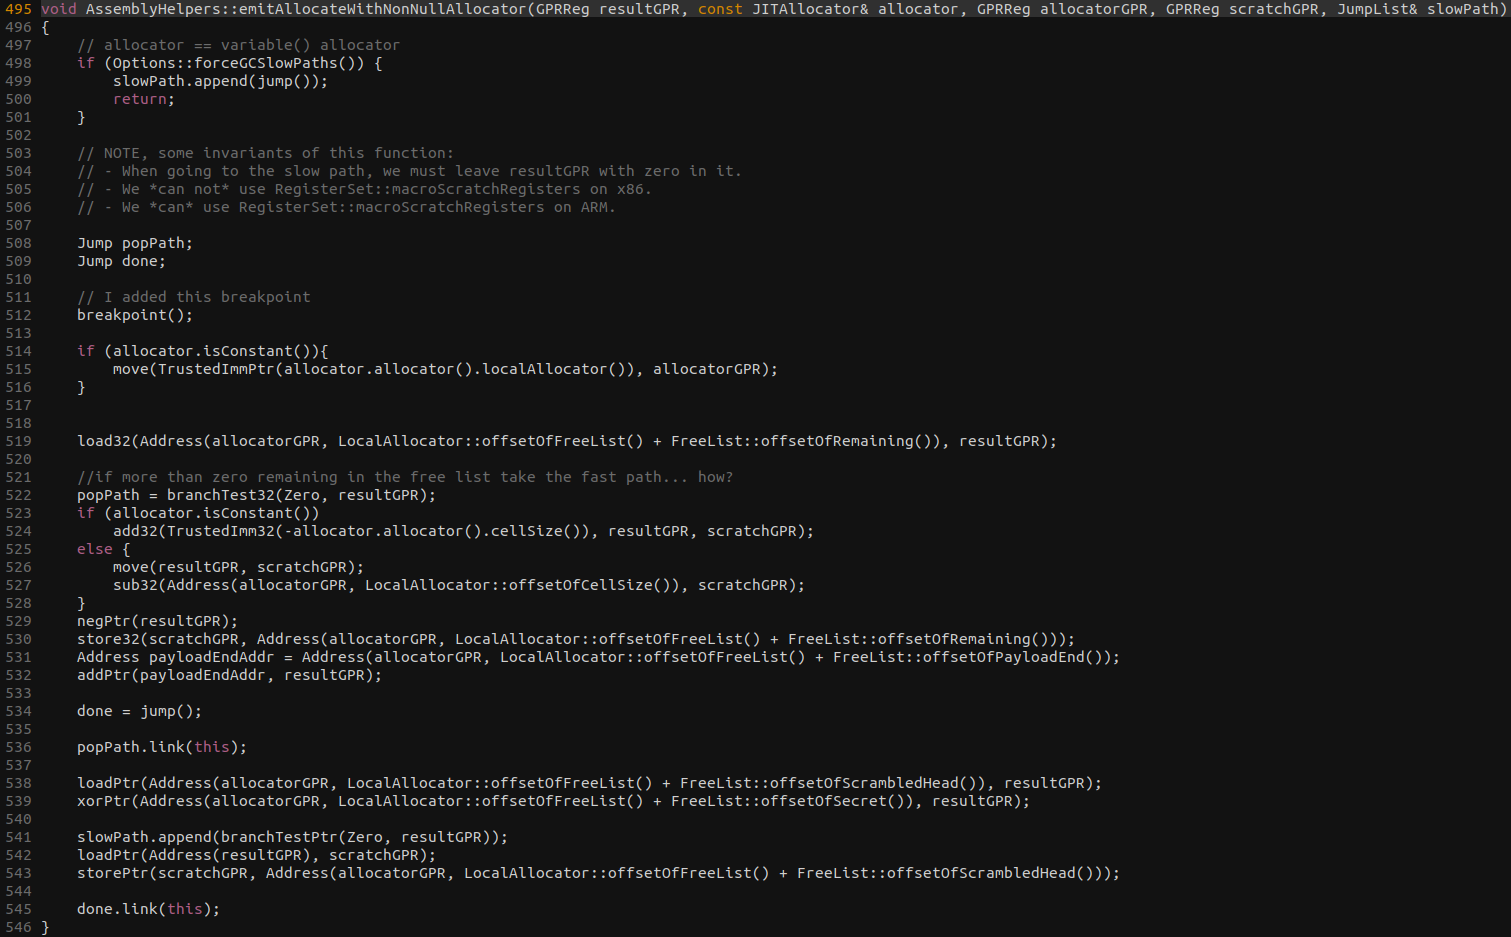 495 void AssemblyHelpers::emitAllocateWithNonNullAllocator(GPRReg resultGPR, const JITAllocator& allocator, GPRReg allocatorGPR, GPRReg scratchGPR, JumpList& slowPath)
496 {
497     // allocator == variable() allocator
498     if (Options::forceGCSlowPaths()) {
499         slowPath.append(jump());
500         return;
501     }
502
503     // NOTE, some invariants of this function:
504     // - When going to the slow path, we must leave resultGPR with zero in it.
505     // - We *can not* use RegisterSet::macroScratchRegisters on x86.
506     // - We *can* use RegisterSet::macroScratchRegisters on ARM.
507
508     Jump popPath;
509     Jump done;
510
511     // I added this breakpoint
512     breakpoint();
513
514     if (allocator.isConstant()){
515         move(TrustedImmPtr(allocator.allocator().localAllocator()), allocatorGPR);
516     }
517
518
519     load32(Address(allocatorGPR, LocalAllocator::offsetOfFreeList() + FreeList::offsetOfRemaining()), resultGPR);
520
521     //if more than zero remaining in the free list take the fast path... how?
522     popPath = branchTest32(Zero, resultGPR);
523     if (allocator.isConstant())
524         add32(TrustedImm32(-allocator.allocator().cellSize()), resultGPR, scratchGPR);
525     else {
526         move(resultGPR, scratchGPR);
527         sub32(Address(allocatorGPR, LocalAllocator::offsetOfCellSize()), scratchGPR);
528     }
529     negPtr(resultGPR);
530     store32(scratchGPR, Address(allocatorGPR, LocalAllocator::offsetOfFreeList() + FreeList::offsetOfRemaining()));
531     Address payloadEndAddr = Address(allocatorGPR, LocalAllocator::offsetOfFreeList() + FreeList::offsetOfPayloadEnd());
532     addPtr(payloadEndAddr, resultGPR);
533
534     done = jump();
535
536     popPath.link(this);
537
538     loadPtr(Address(allocatorGPR, LocalAllocator::offsetOfFreeList() + FreeList::offsetOfScrambledHead()), resultGPR);
539     xorPtr(Address(allocatorGPR, LocalAllocator::offsetOfFreeList() + FreeList::offsetOfSecret()), resultGPR);
540
541     slowPath.append(branchTestPtr(Zero, resultGPR));
542     loadPtr(Address(resultGPR), scratchGPR);
543     storePtr(scratchGPR, Address(allocatorGPR, LocalAllocator::offsetOfFreeList() + FreeList::offsetOfScrambledHead()));
544
545     done.link(this);
546 }